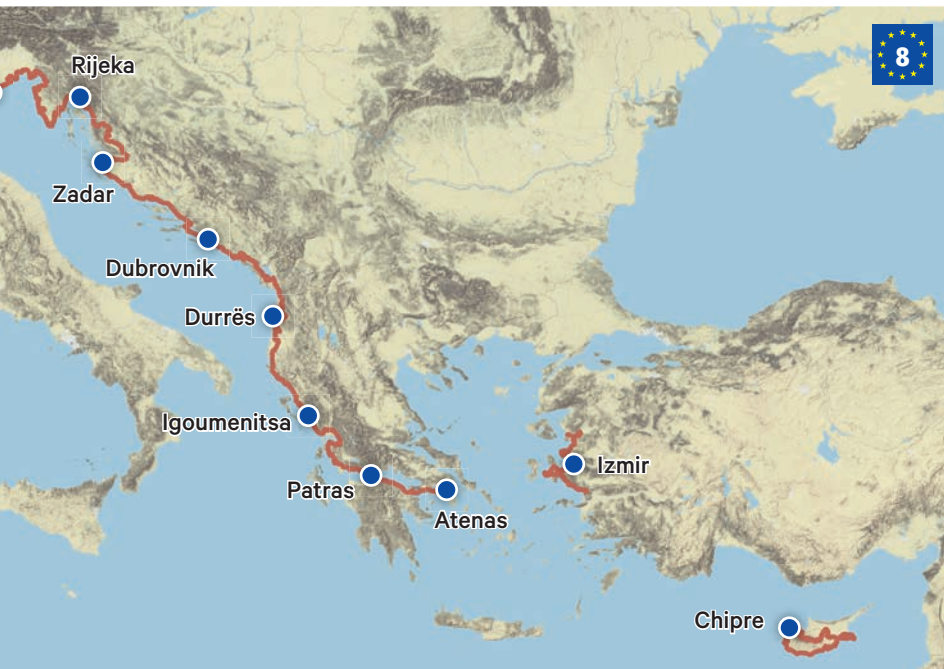 8
Rijeka
Zadar
Dubrovnik
Durrës
Igoumenitsa
Izmir
Patras
Atenas
Chipre